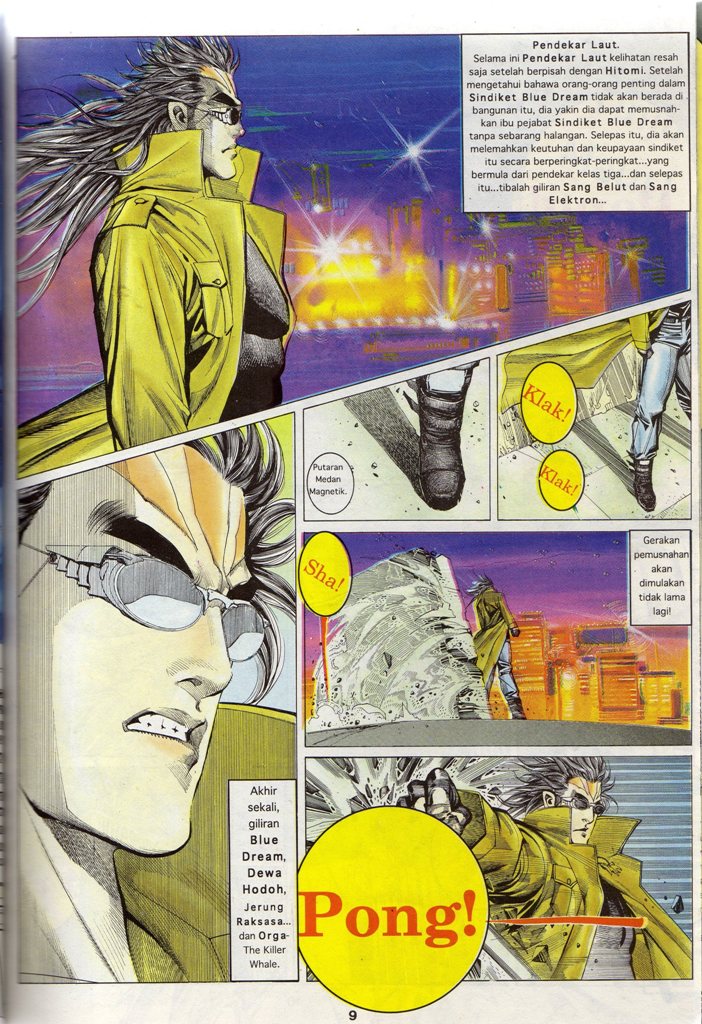 Pendekar Laut.
Selama ini Pendekar Laut kelihatan resah
saja setelah berpisah dengan Hitomi. Setelah
mengetahui bahawa orang-orang penting dalam
Sindiket Blue Dream tidak akan berada di
bangunan itu, dia yakin dia dapat memusnah-
kan ibu pejabat Sindiket Blue Dream
tanpa sebarang halangan. Selepas itu, dia akan
melemahkan keutuhan dan keupayaan sindiket
itu secara berperingkat-peringkat...yang
bermula dari pendekar kelas tiga...dan selepas
itu...tibalah giliran Sang Belut dan Sang
Elektron...
Putaran
Medan
Magnetik.
Klak!
Klak!
Akhir
sekali,
giliran
Blue
Dream,
Dewa
Hodoh,
Jerung
Raksasa...
dan Orga-
The Killer
Whale.
Sha!
Gerakan
pemusnahan
akan
dimulakan
tidak lama
lagi!
Pong!
9